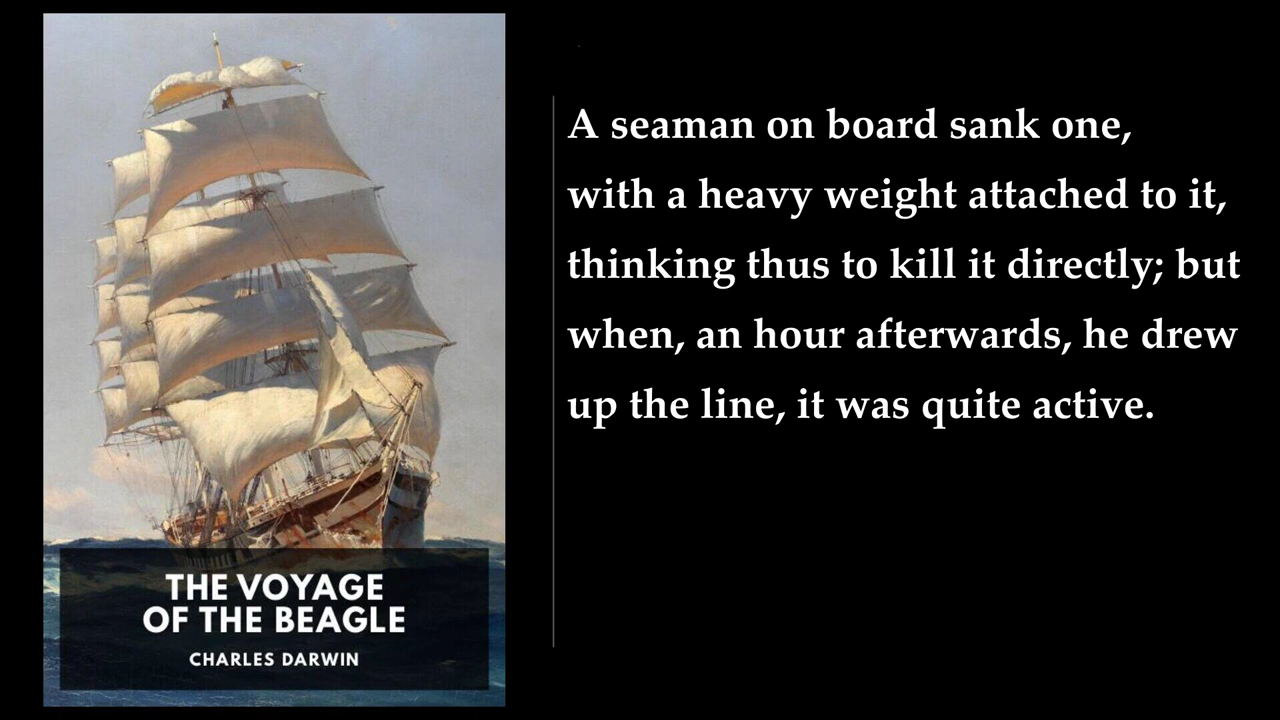 A seaman on board sank one,
with a heavy weight attached to it,
thinking thus to kill it directly; but
when, an hour afterwards, he drew
up the line, it was quite active.
THE VOYAGE
OF THE BEAGLE
CHARLES DARWIN